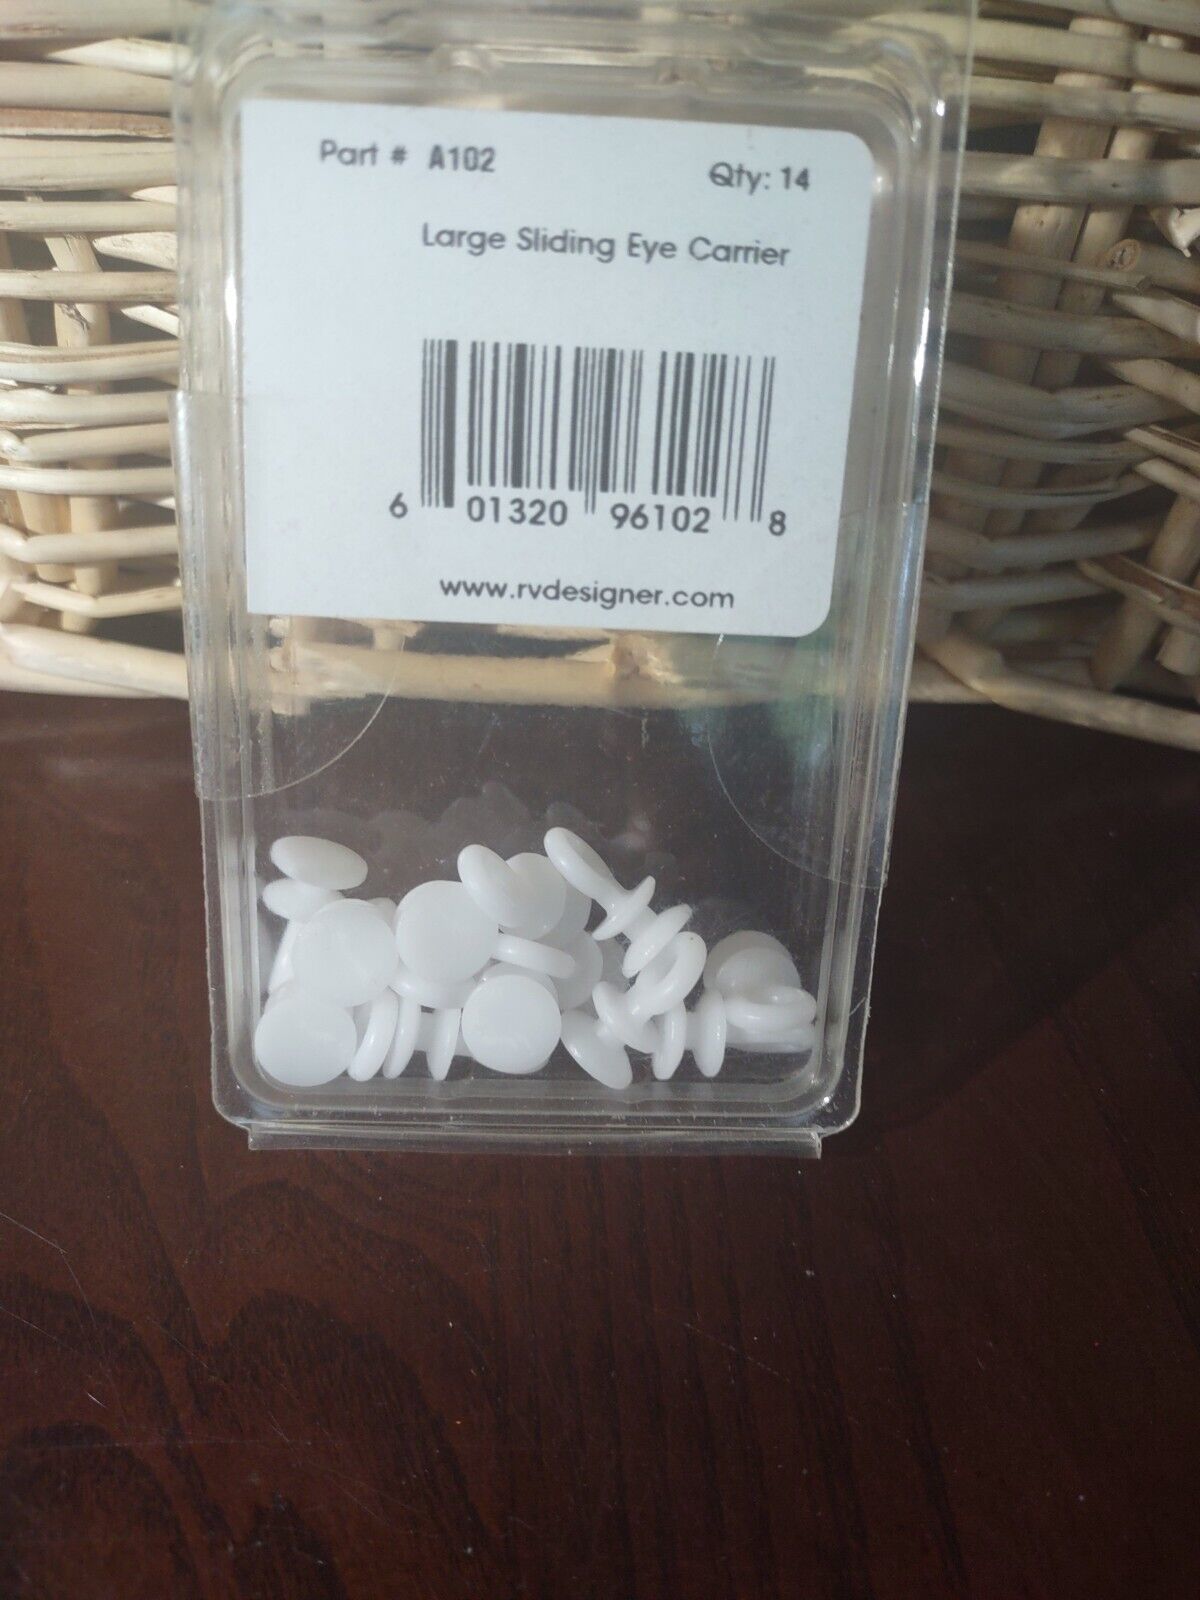 Part # A102
Qty: 14
Large Sliding Eye Carrier
6 01320 96102 8
www.rvdesigner.com